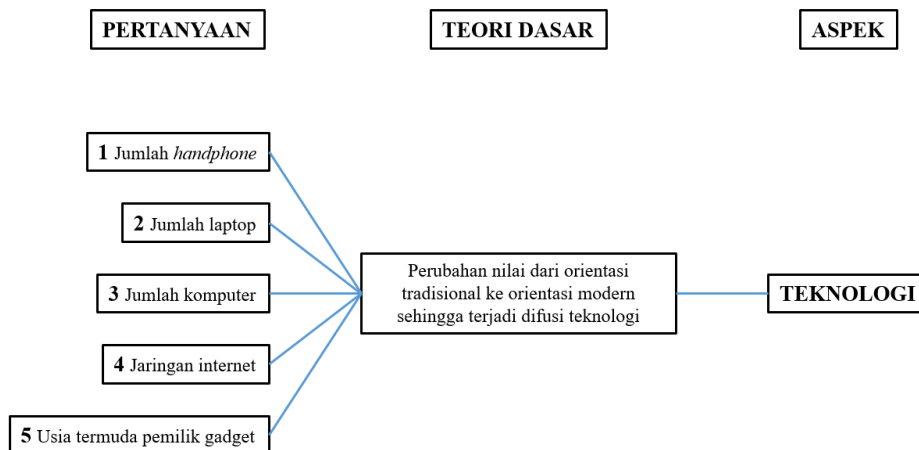 PERTANYAAN
TEORI DASAR
ASPEK
1 Jumlah handphone
2 Jumlah laptop
3 Jumlah komputer
4 Jaringan internet
5 Usia termuda pemilik gadget
Perubahan nilai dari orientasi
tradisional ke orientasi modern
sehingga terjadi difusi teknologi
TEKNOLOGI